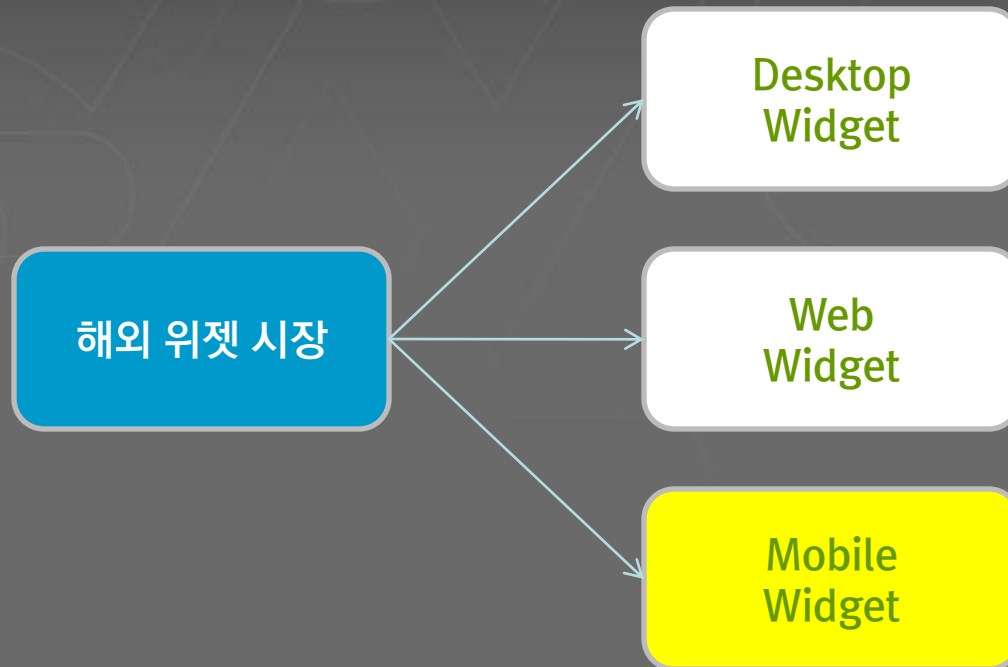 해외 위젯 시장
Desktop
Widget
Web
Widget
Mobile
Widget